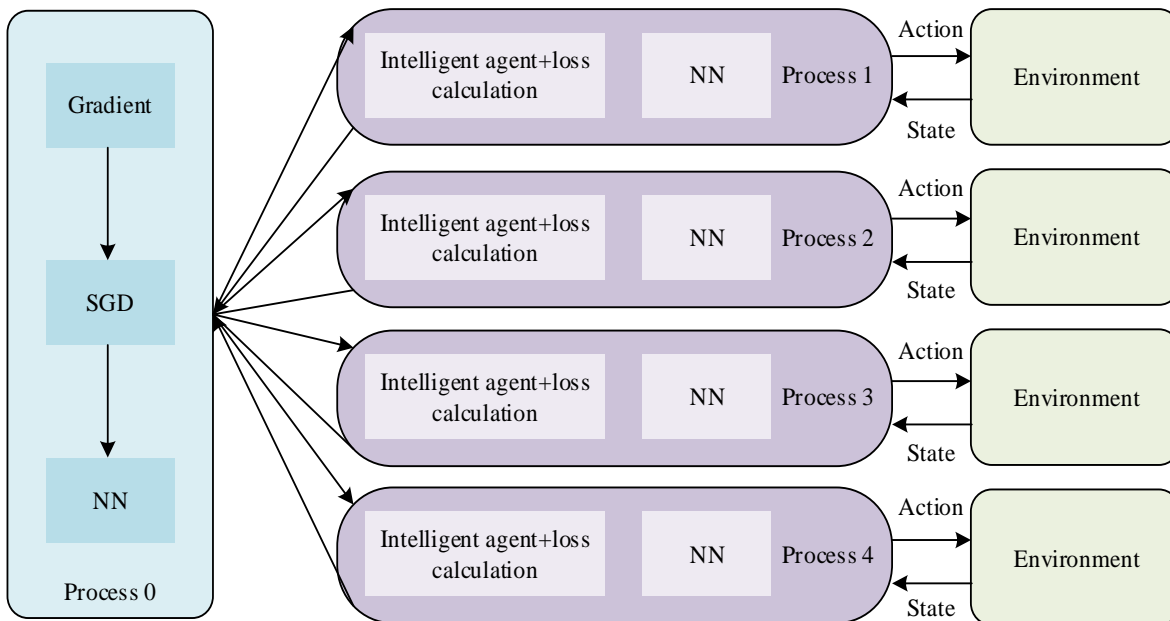 Gradient
SGD
NN
Process 0
Intelligent agent+loss
calculation
NN
Process 1
Action
State
Environment
Intelligent agent+loss
calculation
NN
Process 2
Action
State
Environment
Intelligent agent+loss
calculation
NN
Process 3
Action
State
Environment
Intelligent agent+loss
calculation
NN
Process 4
Action
State
Environment